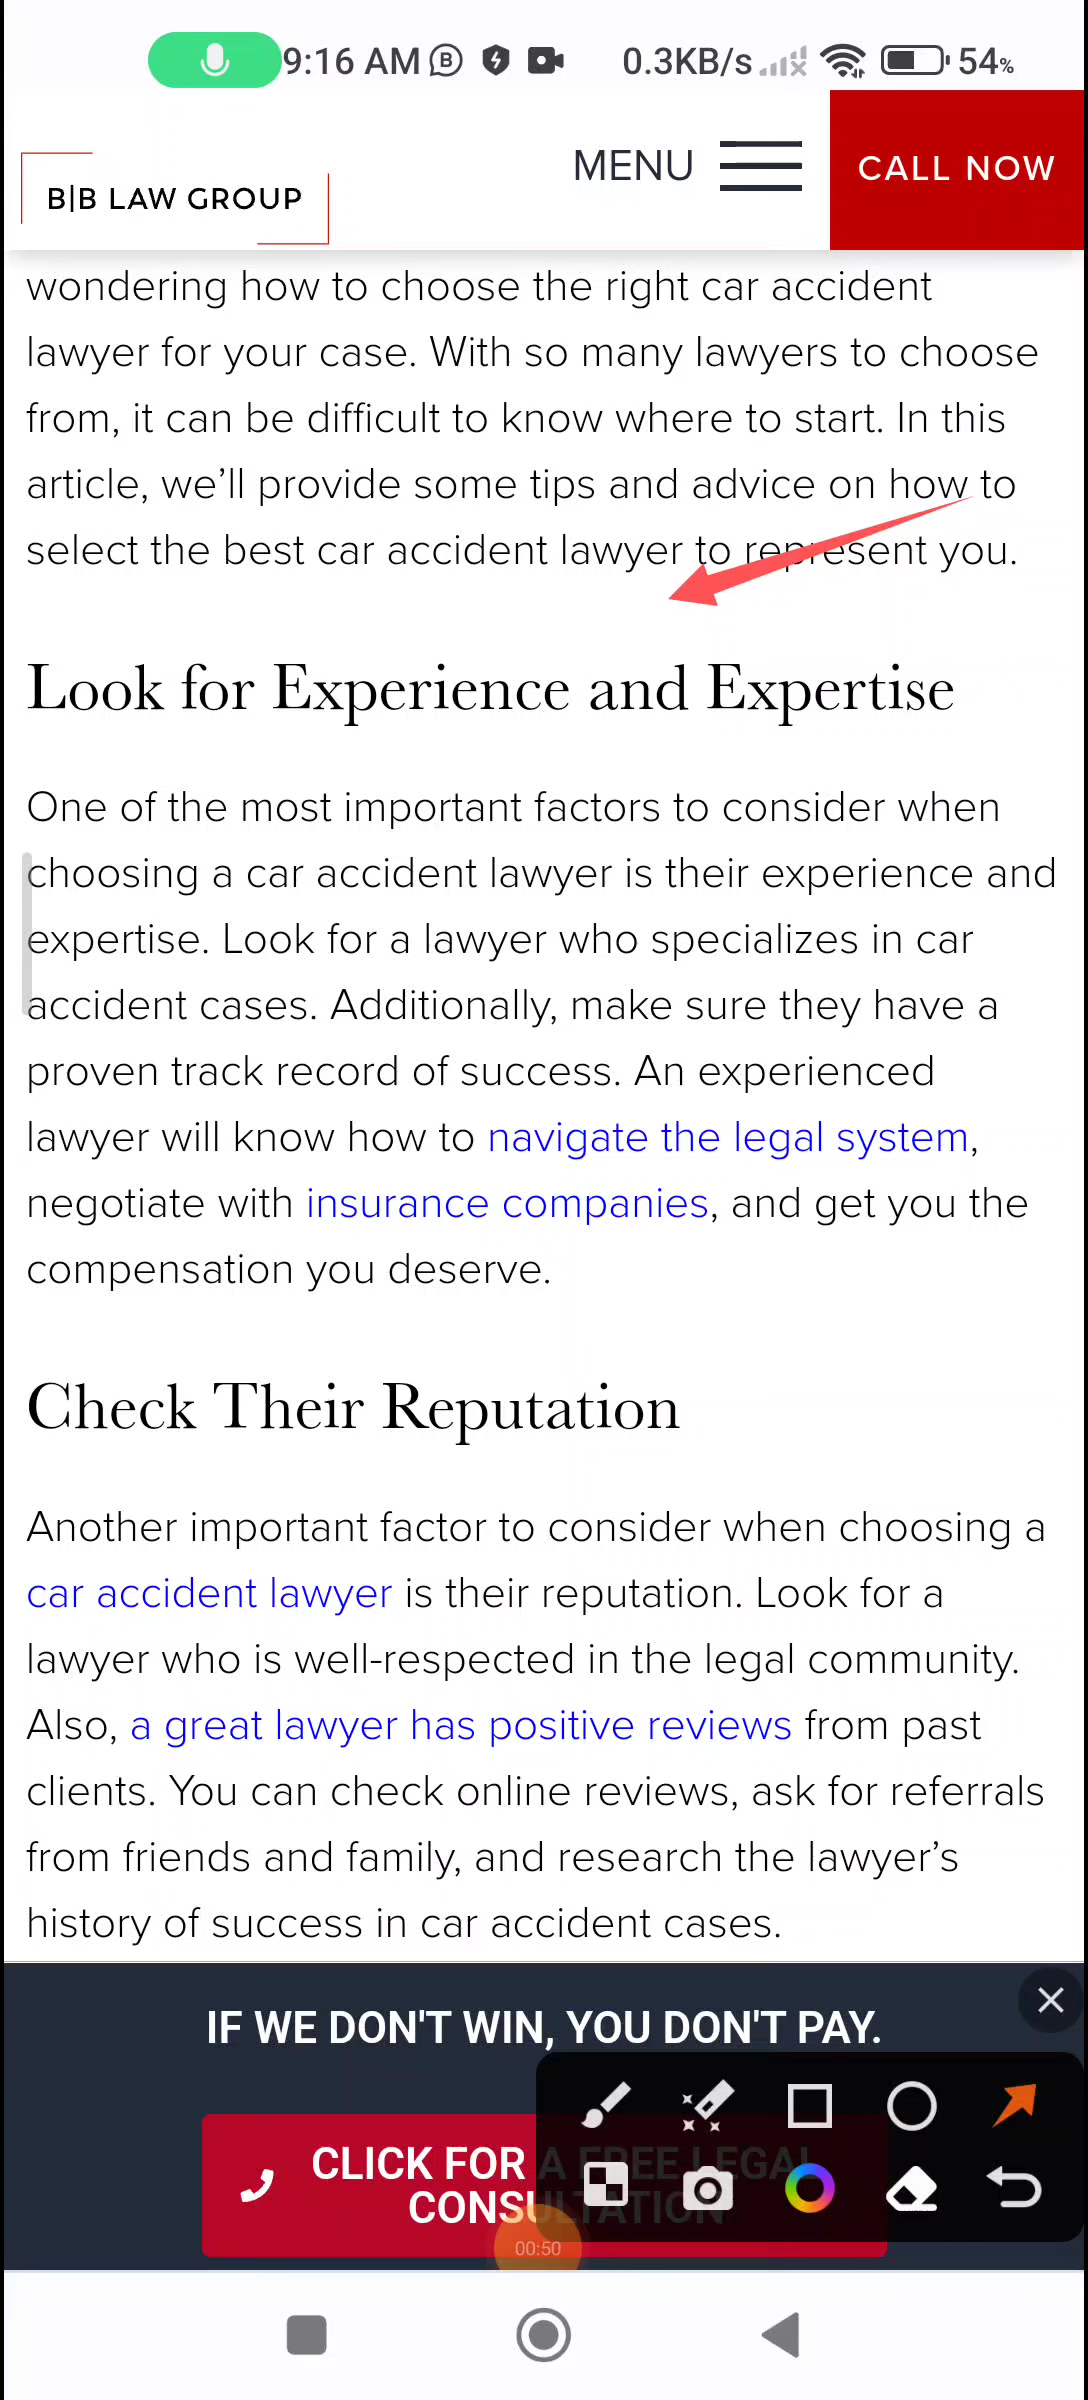 9:16 AM 0.3KB/s 54%
B|B LAW GROUP
MENU
CALL NOW
wondering how to choose the right car accident
lawyer for your case. With so many lawyers to choose
from, it can be difficult to know where to start. In this
article, we’ll provide some tips and advice on how to
select the best car accident lawyer to represent you.
Look for Experience and Expertise
One of the most important factors to consider when
choosing a car accident lawyer is their experience and
expertise. Look for a lawyer who specializes in car
accident cases. Additionally, make sure they have a
proven track record of success. An experienced
lawyer will know how to navigate the legal system,
negotiate with insurance companies, and get you the
compensation you deserve.
Check Their Reputation
Another important factor to consider when choosing a
car accident lawyer is their reputation. Look for a
lawyer who is well-respected in the legal community.
Also, a great lawyer has positive reviews from past
clients. You can check online reviews, ask for referrals
from friends and family, and research the lawyer’s
history of success in car accident cases.
IF WE DON'T WIN, YOU DON'T PAY.
CLICK FOR A FREE LEGAL
CONSULTATION
00:50